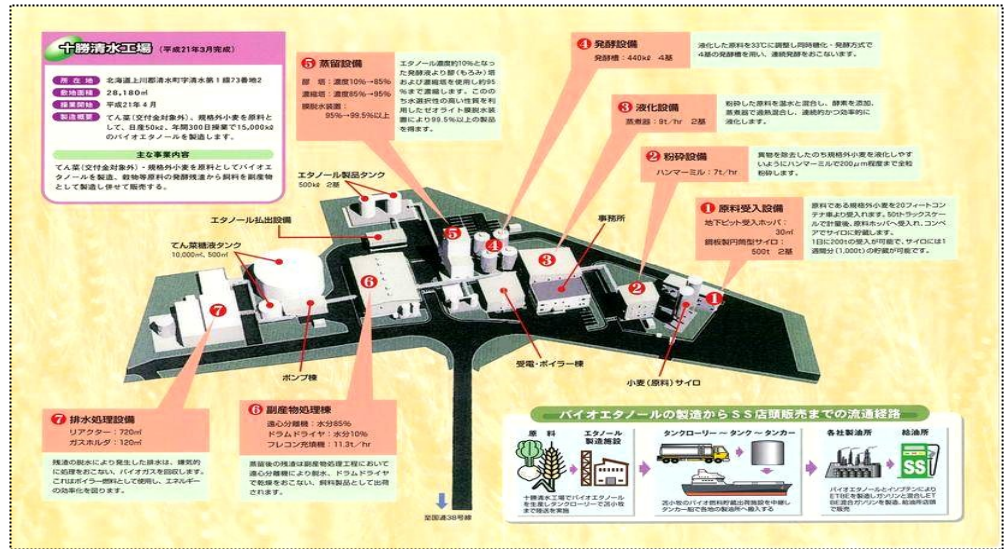 十勝清水工場 (平成21年3月完成)
所在地 北海道上川郡清水町字清水第1線73番地2
敷地面積 28,180㎡
操業開始 平成21年4月
製造概要 てん菜(交付金対象外)、規格外小麦を原料と
して、日産50㎘、年間300日操業で15,000㎘
のバイオエタノールを製造します。
主な事業内容
てん菜(交付金対象外)・規格外小麦を原料としてバイオエ
タノールを製造、穀物等原料の発酵残渣から飼料を副産物
として製造し併せて販売する。
❺ 蒸留設備
エタノール濃度約10%となっ
た発酵液より醪(もろみ)塔
および濃縮塔を使用し約95
%まで濃縮します。こののち
水選択性の高い性質を利用
したゼオライト膜脱水装置
により99.5%以上の製品
を得ます。
醪 塔:濃度10%→85%
濃縮塔:濃度85%→95%
膜脱水装置:
95%→99.5%以上
❹ 発酵設備
発酵槽:440㎘ 4基
液化した原料を33℃に調整し同時糖化・発酵方式で
4基の発酵槽を用い、連続発酵をおこないます。
❸ 液化設備
蒸煮器:9t/hr 2基
粉砕した原料を温水と混合し、酵素を添加、
蒸煮器で過熱混合し、連続的かつ効率的に
液化します。
❷ 粉砕設備
ハンマーミル:7t/hr
異物を除去したのち規格外小麦を液化しやす
いようにハンマーミルで200μm程度まで全粒
粉砕します。
❶ 原料受入設備
地下ピット受入ホッパ:
30㎥
鋼板製円筒型サイロ:
500t 2基
原料である規格外小麦を20フィートコン
テナ車より受入れます。50tトラックスケー
ルで計量後、原料ホッパへ受入れ、コンベ
アでサイロに貯蔵します。
1日に200tの受入が可能で、サイロには1
週間分(1,000t)の貯蔵が可能です。
エタノール製品タンク
500㎘ 2基
エタノール払出設備
てん菜糖液タンク
10,000㎥、500㎥
事務所
ポンプ棟
受電・ボイラー棟
小麦(原料)サイロ
❼ 排水処理設備
リアクター:720㎥
ガスホルダ:120㎥
残渣の脱水により発生した排水は、嫌気的
に処理をおこない、バイオガスを回収します。
これはボイラー燃料として使用し、エネルギー
の効率化を図ります。
❻ 副産物処理棟
遠心分離機:水分85%
ドラムドライヤ:水分10%
フレコン充填機:11.3t/hr
蒸留後の残渣は副産物処理工程において
遠心分離機により脱水、ドラムドライヤ
で乾燥をおこない、飼料製品として出荷
されます。
至国道38号線
バイオエタノールの製造からSS店頭販売までの流通経路
原料
エタノール
製造施設
タンクローリー ～ タンク ～ タンカー
各社製油所
給油所
SS
十勝清水工場でバイオエタノール
を生産しタンクローリーで苫小牧
まで陸送を実施
苫小牧のバイオ燃料貯蔵出荷施設を中継し
タンカー船で各地の製油所へ搬入する
バイオエタノールとイソブテンにより
ETBEを製造しガソリンと混合しET
BE混合ガソリンを製造、給油所店頭
で販売